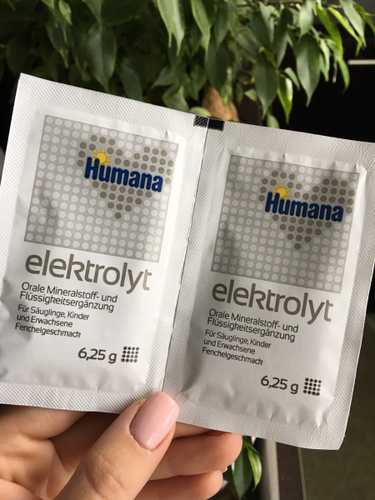 Humana
elektrolyt
Orale Mineralstoff- und
Flüssigkeitsergänzung
Für Säuglinge, Kinder
und Erwachsene
Fenchelgeschmack
6,25 g
Humana
elektrolyt
Orale Mineralstoff- und
Flüssigkeitsergänzung
Für Säuglinge, Kinder
und Erwachsene
Fenchelgeschmack
6,25 g